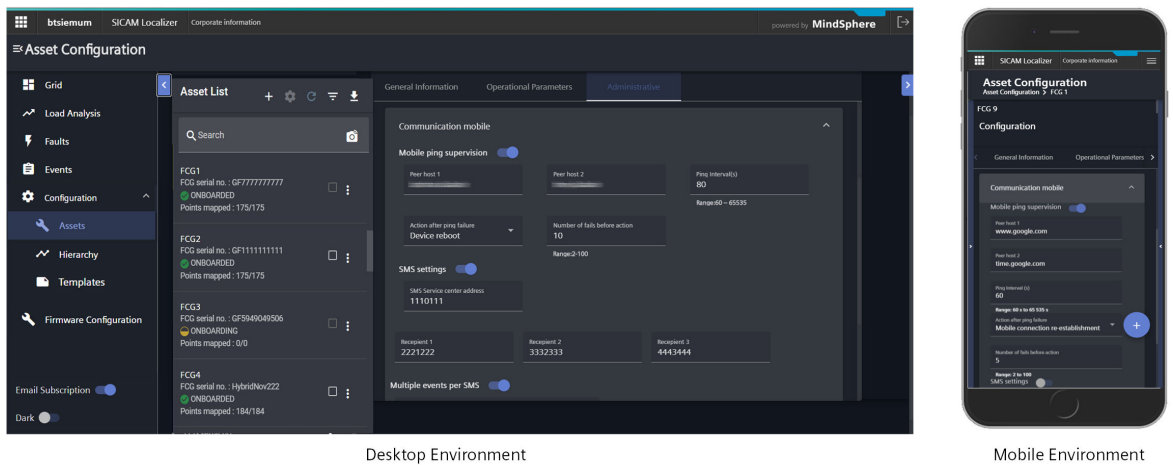 btsiemum SICAM Localizer Corporate information
powered by MindSphere
Asset Configuration
Grid
Load Analysis
Faults
Events
Configuration
Assets
Hierarchy
Templates
Firmware Configuration
Email Subscription
Dark
Asset List
Search
FCG1
FCG serial no. : GF7777777777
ONBOARDED
Points mapped : 175/175
FCG2
FCG serial no. : GF1111111111
ONBOARDED
Points mapped : 175/175
FCG3
FCG serial no. : GF5949049506
ONBOARDING
Points mapped : 0/0
FCG4
FCG serial no. : HybridNov222
ONBOARDED
Points mapped : 184/184
General Information Operational Parameters Administrative
Communication mobile
Mobile ping supervision
Peer host 1 Peer host 2 Ping Interval(s)
80
Range:60 – 65535
Action after ping failure Number of fails before action
Device reboot 10
Range:2-100
SMS settings
SMS Service center address
1110111
Recepient 1 Recepient 2 Recepient 3
2221222 3332333 4443444
Multiple events per SMS
Desktop Environment
SICAM Localizer Corporate information
Asset Configuration
Asset Configuration > FCG 1
FCG 9
Configuration
General Information Operational Parameters
Communication mobile
Mobile ping supervision
Peer host 1
www.google.com
Peer host 2
time.google.com
Ping Interval (s)
60
Range: 60 s to 65 535 s
Action after ping failure
Mobile connection re-establishment
Number of fails before action
5
Range: 2 to 100
SMS settings
Mobile Environment